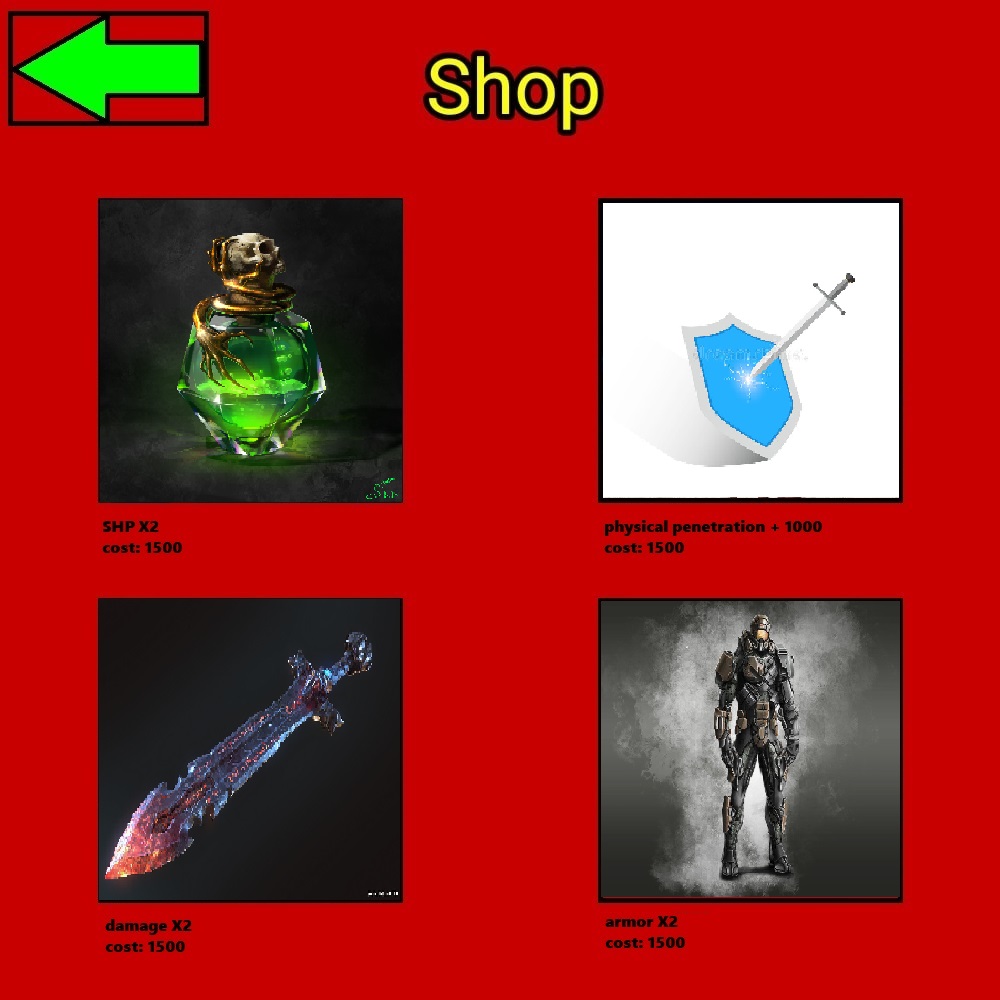 Shop
SHP X2
cost: 1500
physical penetration + 1000
cost: 1500
damage X2
cost: 1500
armor X2
cost: 1500